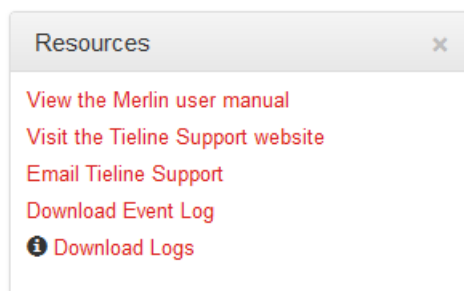 Resources
View the Merlin user manual
Visit the Tieline Support website
Email Tieline Support
Download Event Log
Download Logs